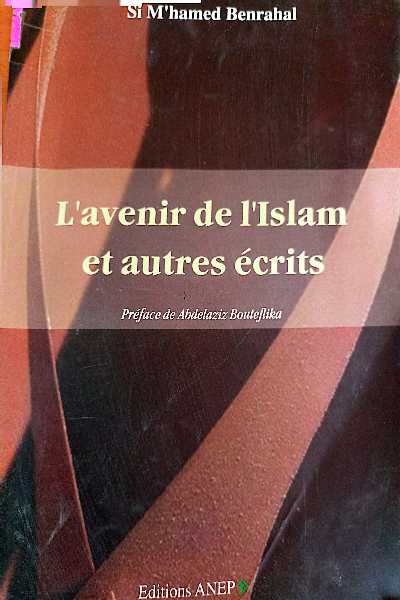 Si M'hamed Benrahal
L'avenir de l'Islam
et autres écrits
Préface de Abdelaziz Bouteflika
Editions ANEP